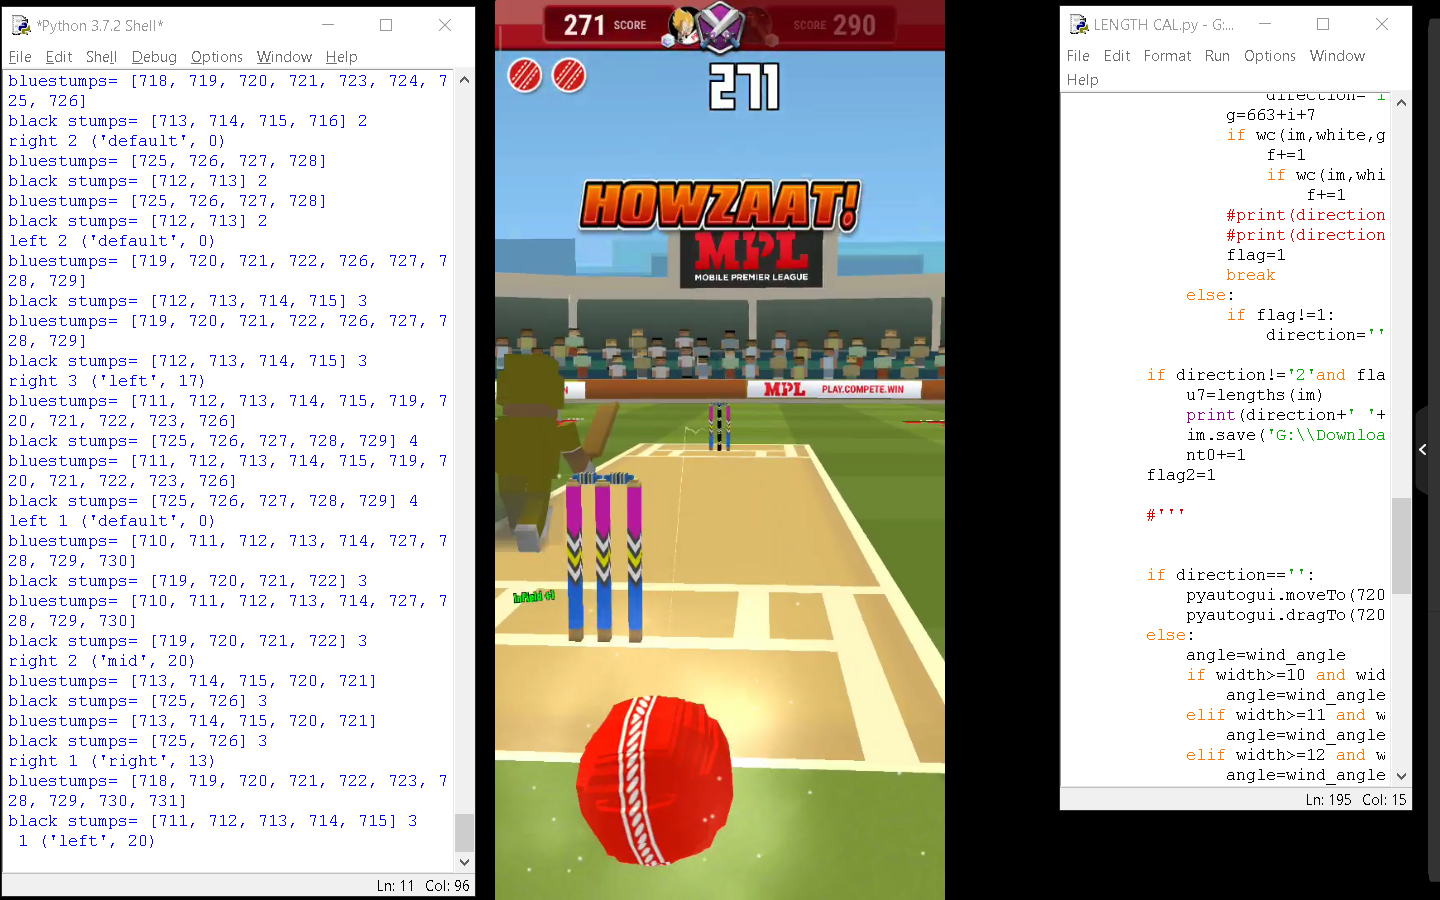 *Python 3.7.2 Shell*
File Edit Shell Debug Options Window Help
bluestumps= [718, 719, 720, 721, 723, 724, 7
25, 726]
black stumps= [713, 714, 715, 716] 2
right 2 ('default', 0)
bluestumps= [725, 726, 727, 728]
black stumps= [712, 713] 2
bluestumps= [725, 726, 727, 728]
black stumps= [712, 713] 2
left 2 ('default', 0)
bluestumps= [719, 720, 721, 722, 726, 727, 7
28, 729]
black stumps= [712, 713, 714, 715] 3
bluestumps= [719, 720, 721, 722, 726, 727, 7
28, 729]
black stumps= [712, 713, 714, 715] 3
right 3 ('left', 17)
bluestumps= [711, 712, 713, 714, 715, 719, 7
20, 721, 722, 723, 726]
black stumps= [725, 726, 727, 728, 729] 4
bluestumps= [711, 712, 713, 714, 715, 719, 7
20, 721, 722, 723, 726]
black stumps= [725, 726, 727, 728, 729] 4
left 1 ('default', 0)
bluestumps= [710, 711, 712, 713, 714, 727, 7
28, 729, 730]
black stumps= [719, 720, 721, 722] 3
bluestumps= [710, 711, 712, 713, 714, 727, 7
28, 729, 730]
black stumps= [719, 720, 721, 722] 3
right 2 ('mid', 20)
bluestumps= [713, 714, 715, 720, 721]
black stumps= [725, 726] 3
bluestumps= [713, 714, 715, 720, 721]
black stumps= [725, 726] 3
right 1 ('right', 13)
bluestumps= [718, 719, 720, 721, 722, 723, 7
28, 729, 730, 731]
black stumps= [711, 712, 713, 714, 715] 3
1 ('left', 20)
Ln: 11 Col: 96
271 SCORE
SCORE 290
271
HOWZAAT!
MPL
MOBILE PREMIER LEAGUE
MPL PLAY.COMPETE.WIN
Infield +1
LENGTH CAL.py - G:...
File Edit Format Run Options Window
Help
direction='i
g=663+i+7
if wc(im,white,g
f+=1
if wc(im,whi
f+=1
#print(direction
#print(direction
flag=1
break
else:
if flag!=1:
direction=''
if direction!='2'and fla
u7=lengths(im)
print(direction+' '+
im.save('G:\\Downloa
nt0+=1
flag2=1
#'''
if direction=='':
pyautogui.moveTo(720
pyautogui.dragTo(720
else:
angle=wind_angle
if width>=10 and wid
angle=wind_angle
elif width>=11 and w
angle=wind_angle
elif width>=12 and w
angle=wind_angle
Ln: 195 Col: 15